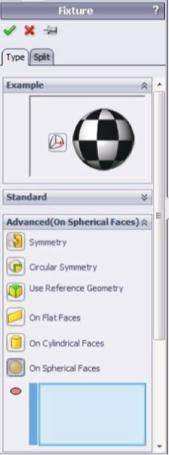 Fixture ?
Type Split
Example
Standard
Advanced(On Spherical Faces)
Symmetry
Circular Symmetry
Use Reference Geometry
On Flat Faces
On Cylindrical Faces
On Spherical Faces